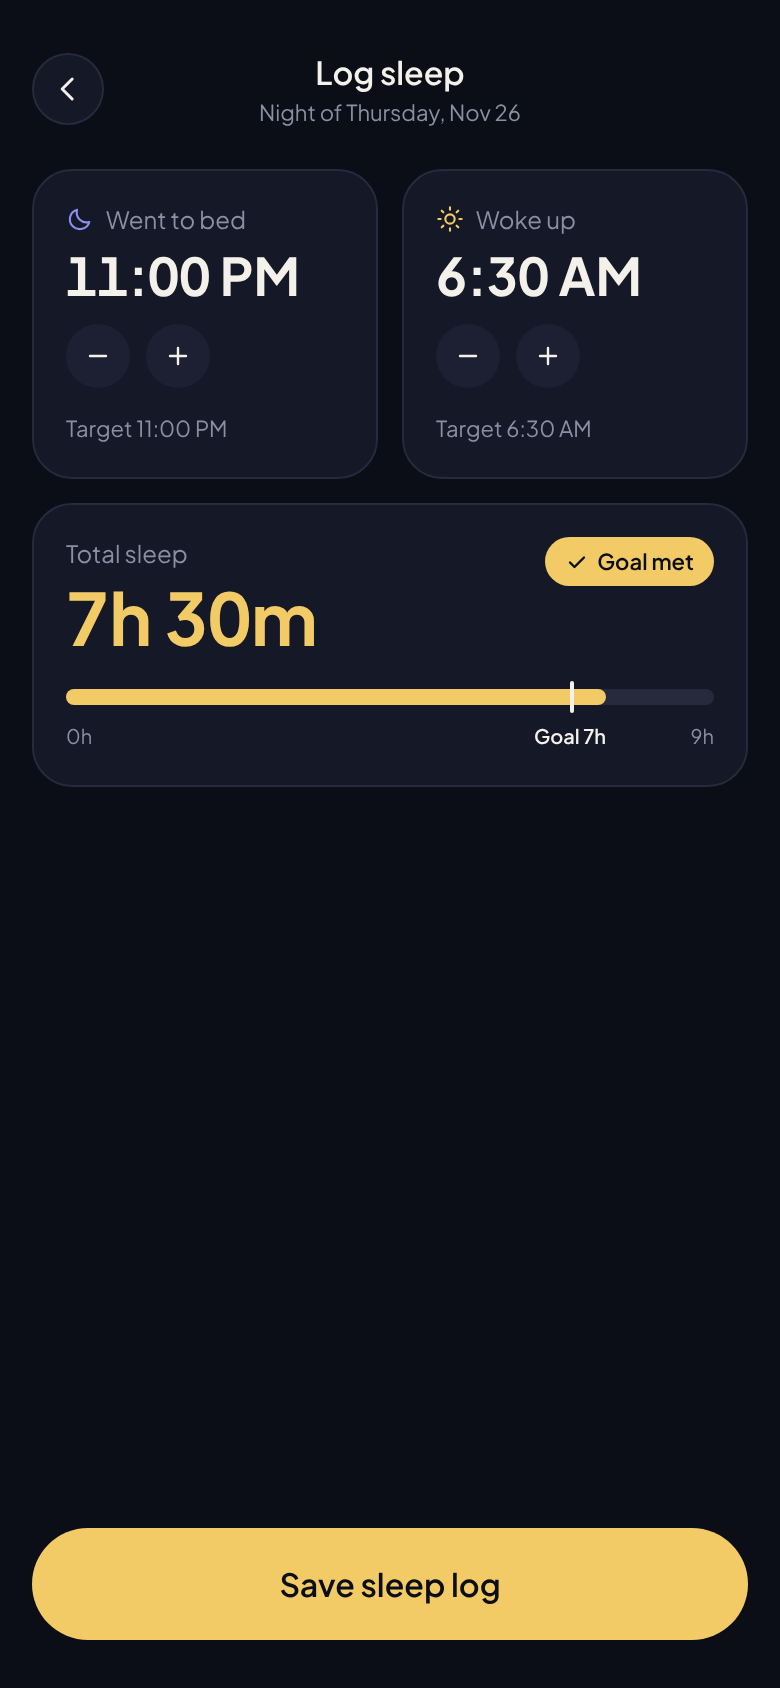 Log sleep
Night of Thursday, Nov 26
Went to bed
11:00 PM
Target 11:00 PM
Woke up
6:30 AM
Target 6:30 AM
Total sleep
Goal met
7h 30m
0h
Goal 7h
9h
Save sleep log